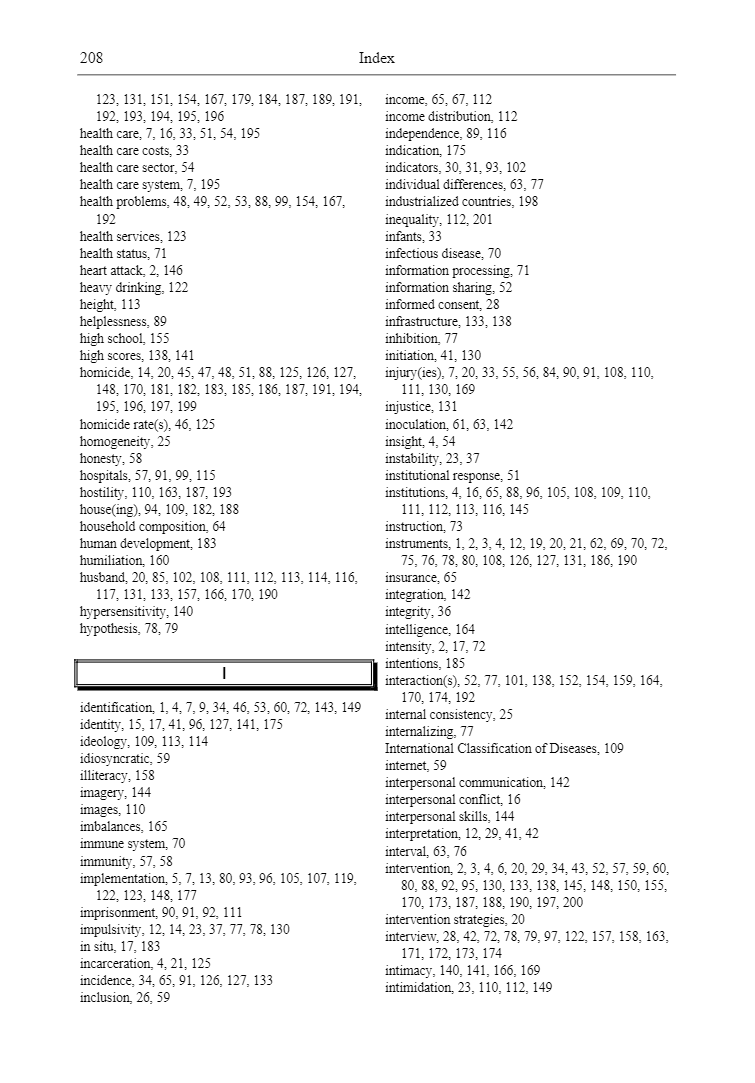 208
Index
123, 131, 151, 154, 167, 179, 184, 187, 189, 191,
192, 193, 194, 195, 196
health care, 7, 16, 33, 51, 54, 195
health care costs, 33
health care sector, 54
health care system, 7, 195
health problems, 48, 49, 52, 53, 88, 99, 154, 167,
192
health services, 123
health status, 71
heart attack, 2, 146
heavy drinking, 122
height, 113
helplessness, 89
high school, 155
high scores, 138, 141
homicide, 14, 20, 45, 47, 48, 51, 88, 125, 126, 127,
148, 170, 181, 182, 183, 185, 186, 187, 191, 194,
195, 196, 197, 199
homicide rate(s), 46, 125
homogeneity, 25
honesty, 58
hospitals, 57, 91, 99, 115
hostility, 110, 163, 187, 193
house(ing), 94, 109, 182, 188
household composition, 64
human development, 183
humiliation, 160
husband, 20, 85, 102, 108, 111, 112, 113, 114, 116,
117, 131, 133, 157, 166, 170, 190
hypersensitivity, 140
hypothesis, 78, 79
I
identification, 1, 4, 7, 9, 34, 46, 53, 60, 72, 143, 149
identity, 15, 17, 41, 96, 127, 141, 175
ideology, 109, 113, 114
idiosyncratic, 59
illiteracy, 158
imagery, 144
images, 110
imbalances, 165
immune system, 70
immunity, 57, 58
implementation, 5, 7, 13, 80, 93, 96, 105, 107, 119,
122, 123, 148, 177
imprisonment, 90, 91, 92, 111
impulsivity, 12, 14, 23, 37, 77, 78, 130
in situ, 17, 183
incarceration, 4, 21, 125
incidence, 34, 65, 91, 126, 127, 133
inclusion, 26, 59
income, 65, 67, 112
income distribution, 112
independence, 89, 116
indication, 175
indicators, 30, 31, 93, 102
individual differences, 63, 77
industrialized countries, 198
inequality, 112, 201
infants, 33
infectious disease, 70
information processing, 71
information sharing, 52
informed consent, 28
infrastructure, 133, 138
inhibition, 77
initiation, 41, 130
injury(ies), 7, 20, 33, 55, 56, 84, 90, 91, 108, 110,
111, 130, 169
injustice, 131
inoculation, 61, 63, 142
insight, 4, 54
instability, 23, 37
institutional response, 51
institutions, 4, 16, 65, 88, 96, 105, 108, 109, 110,
111, 112, 113, 116, 145
instruction, 73
instruments, 1, 2, 3, 4, 12, 19, 20, 21, 62, 69, 70, 72,
75, 76, 78, 80, 108, 126, 127, 131, 186, 190
insurance, 65
integration, 142
integrity, 36
intelligence, 164
intensity, 2, 17, 72
intentions, 185
interaction(s), 52, 77, 101, 138, 152, 154, 159, 164,
170, 174, 192
internal consistency, 25
internalizing, 77
International Classification of Diseases, 109
internet, 59
interpersonal communication, 142
interpersonal conflict, 16
interpersonal skills, 144
interpretation, 12, 29, 41, 42
interval, 63, 76
intervention, 2, 3, 4, 6, 20, 29, 34, 43, 52, 57, 59, 60,
80, 88, 92, 95, 130, 133, 138, 145, 148, 150, 155,
170, 173, 187, 188, 190, 197, 200
intervention strategies, 20
interview, 28, 42, 72, 78, 79, 97, 122, 157, 158, 163,
171, 172, 173, 174
intimacy, 140, 141, 166, 169
intimidation, 23, 110, 112, 149